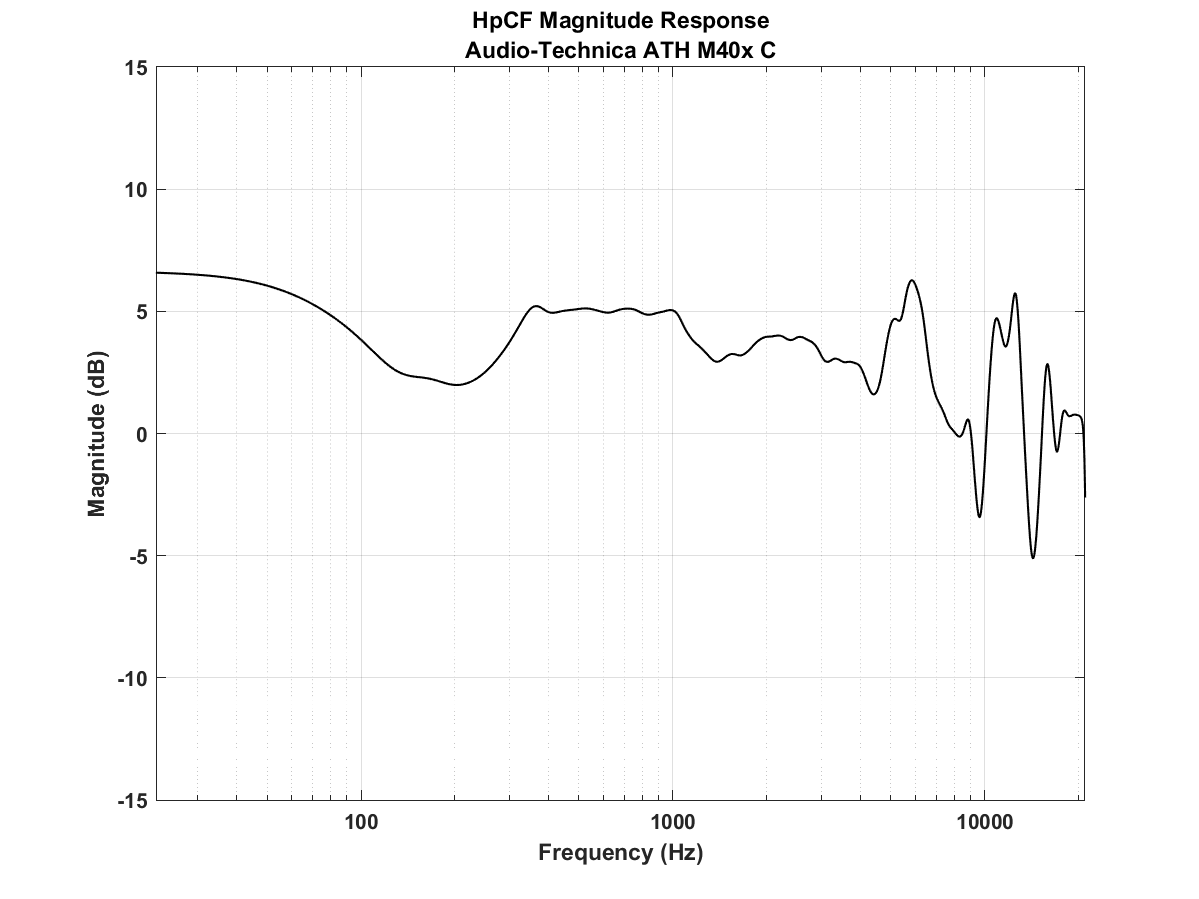 HpCF Magnitude Response
Audio-Technica ATH M40x C
15
10
5
0
-5
-10
-15
Magnitude (dB)
100
1000
10000
Frequency (Hz)